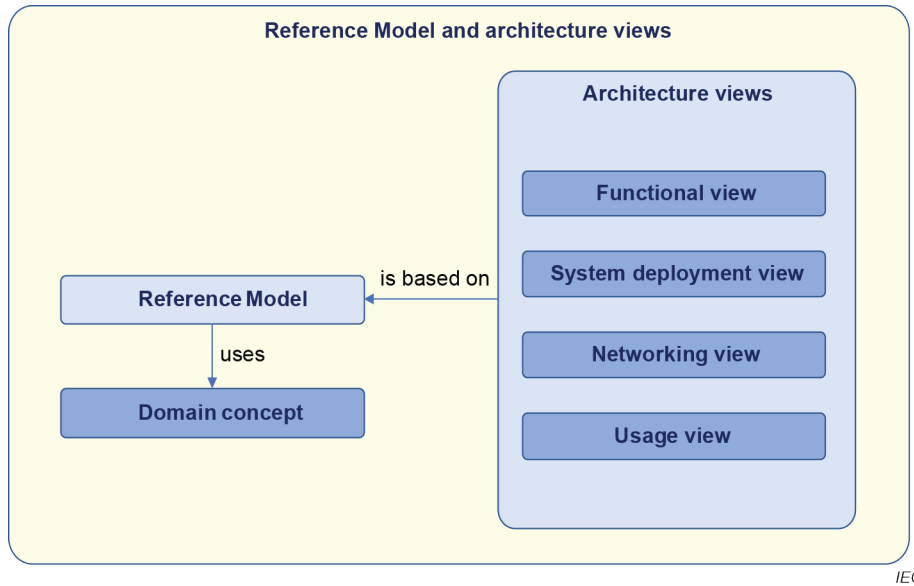 Reference Model and architecture views
Architecture views
Functional view
System deployment view
is based on
Reference Model
Networking view
uses
Domain concept
Usage view